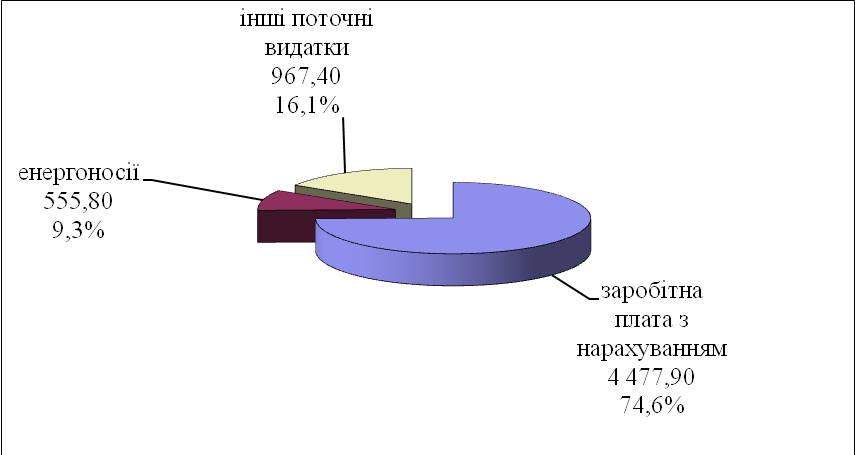 інші поточні
видатки
967,40
16,1%
енергоносії
555,80
9,3%
заробітна
плата з
нарахуванням
4 477,90
74,6%